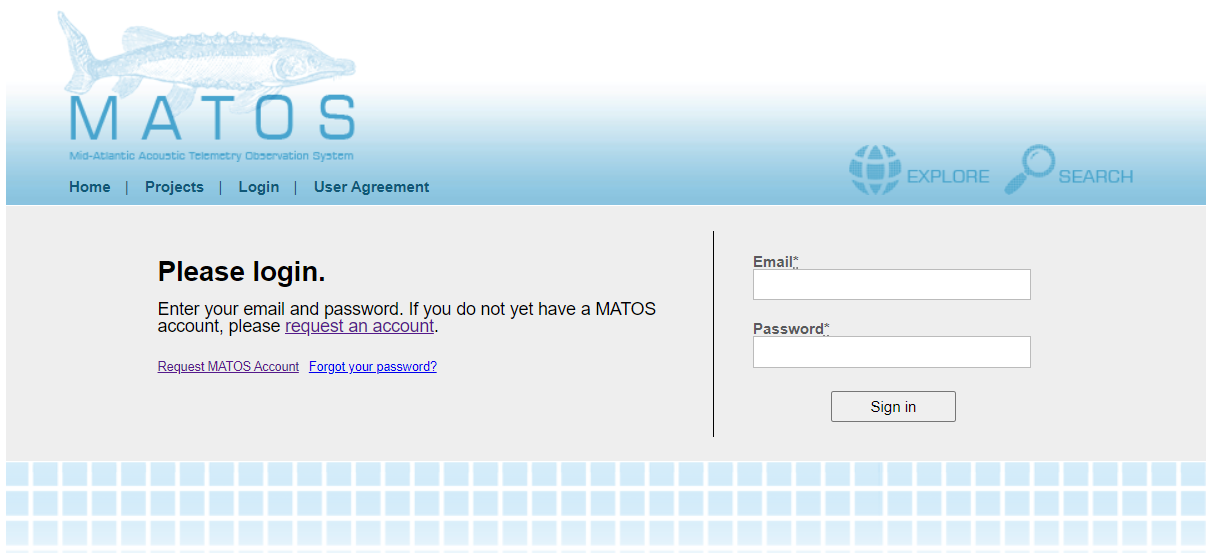 MATOS
Mid-Atlantic Acoustic Telemetry Observation System
Home | Projects | Login | User Agreement
EXPLORE SEARCH
Please login.
Enter your email and password. If you do not yet have a MATOS
account, please request an account.
Request MATOS Account Forgot your password?
Email*
Password*
Sign in